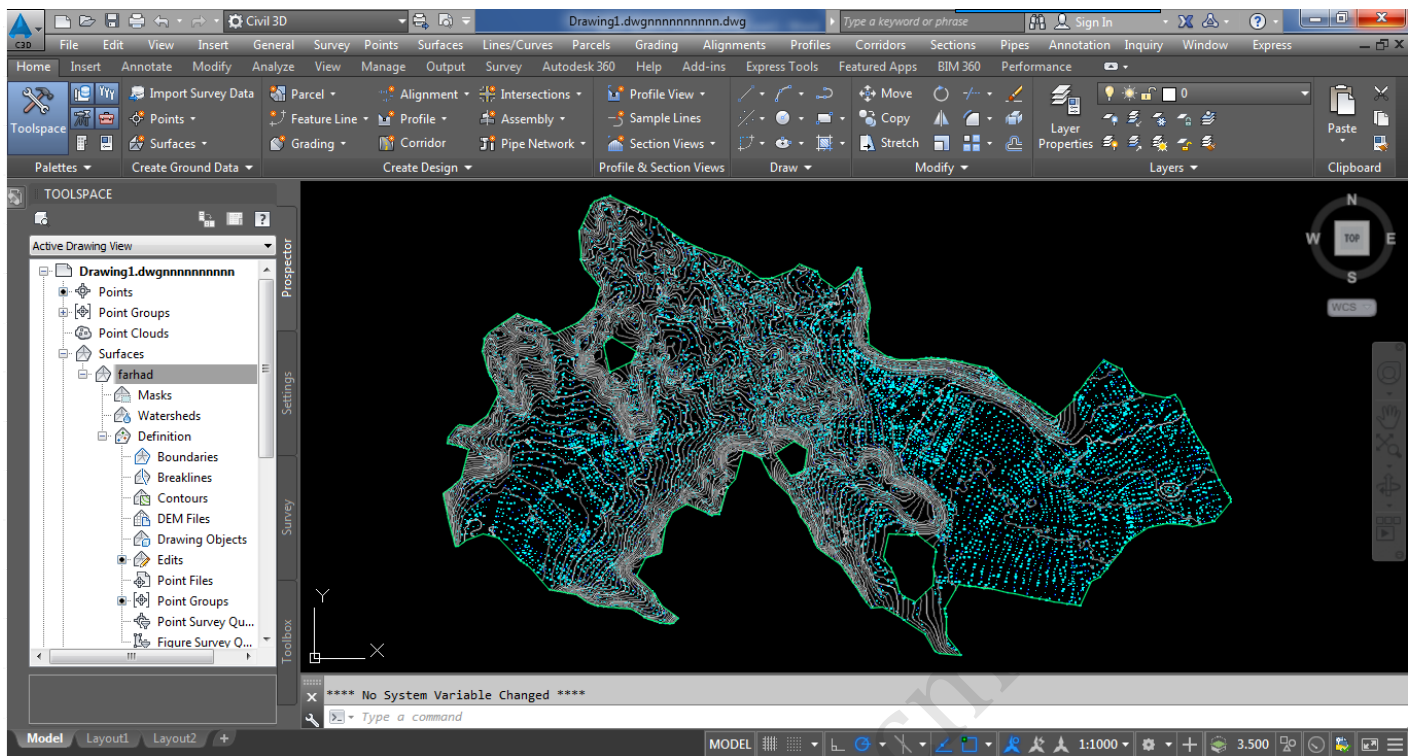 Civil 3D
Drawing1.dwgnnnnnnnnnn.dwg
Type a keyword or phrase
Sign In
C3D
File Edit View Insert General Survey Points Surfaces Lines/Curves Parcels Grading Alignments Profiles Corridors Sections Pipes Annotation Inquiry Window Express
Home Insert Annotate Modify Analyze View Manage Output Survey Autodesk 360 Help Add-ins Express Tools Featured Apps BIM 360 Performance
Import Survey Data Parcel Alignment Intersections Profile View Move 0
Toolspace Points Feature Line Profile Assembly Sample Lines Copy Layer Properties Paste
Surfaces Grading Corridor Pipe Network Section Views Stretch
Palettes Create Ground Data Create Design Profile & Section Views Draw Modify Layers Clipboard
TOOLSPACE
Active Drawing View
Drawing1.dwgnnnnnnnnnn
Points
Point Groups
Point Clouds
Surfaces
farhad
Masks
Watersheds
Definition
Boundaries
Breaklines
Contours
DEM Files
Drawing Objects
Edits
Point Files
Point Groups
Point Survey Qu...
Figure Survey Q...
Prospector
Settings
Survey
Toolbox
N
W TOP E
S
WCS
Y
X
**** No System Variable Changed ****
Type a command
Model Layout1 Layout2 +
MODEL 1:1000 3.500